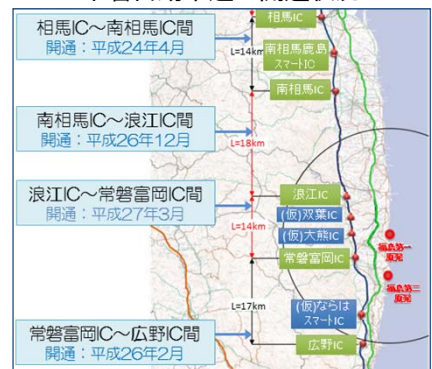 相馬IC～南相馬IC間
開通：平成24年4月
南相馬IC～浪江IC間
開通：平成26年12月
浪江IC～常磐富岡IC間
開通：平成27年3月
常磐富岡IC～広野IC間
開通：平成26年2月
L=14km
L=18km
L=14km
L=17km
相馬IC
南相馬鹿島
スマートIC
南相馬IC
浪江IC
(仮)双葉IC
(仮)大熊IC
常磐富岡IC
(仮)ならは
スマートIC
広野IC
福島第一
原発
福島第二
原発